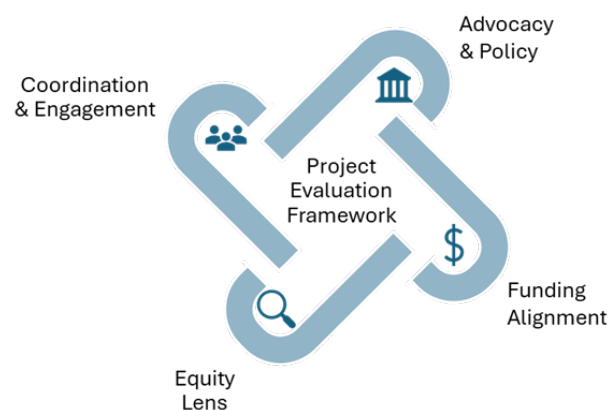 Advocacy
& Policy
Coordination
& Engagement
Project
Evaluation
Framework
$
Funding
Alignment
Equity
Lens